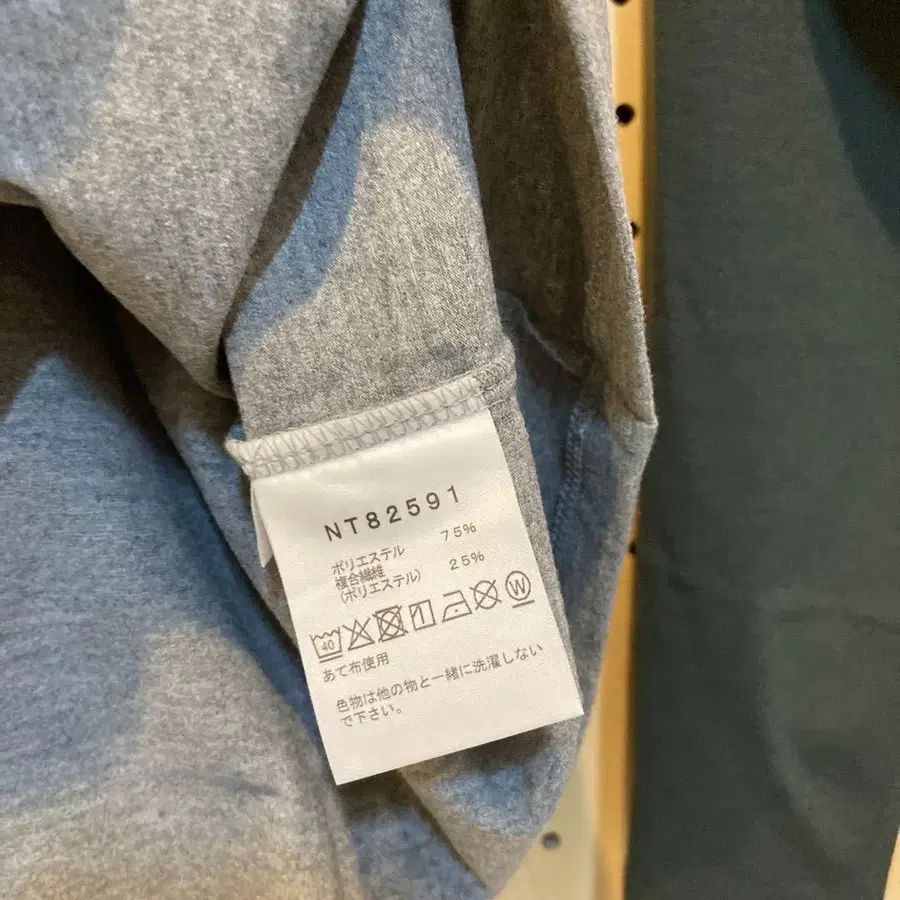 NT82591
ポリエステル 75%
複合繊維
(ポリエステル) 25%
40 W
あて布使用
色物は他の物と一緒に洗濯しない
で下さい。